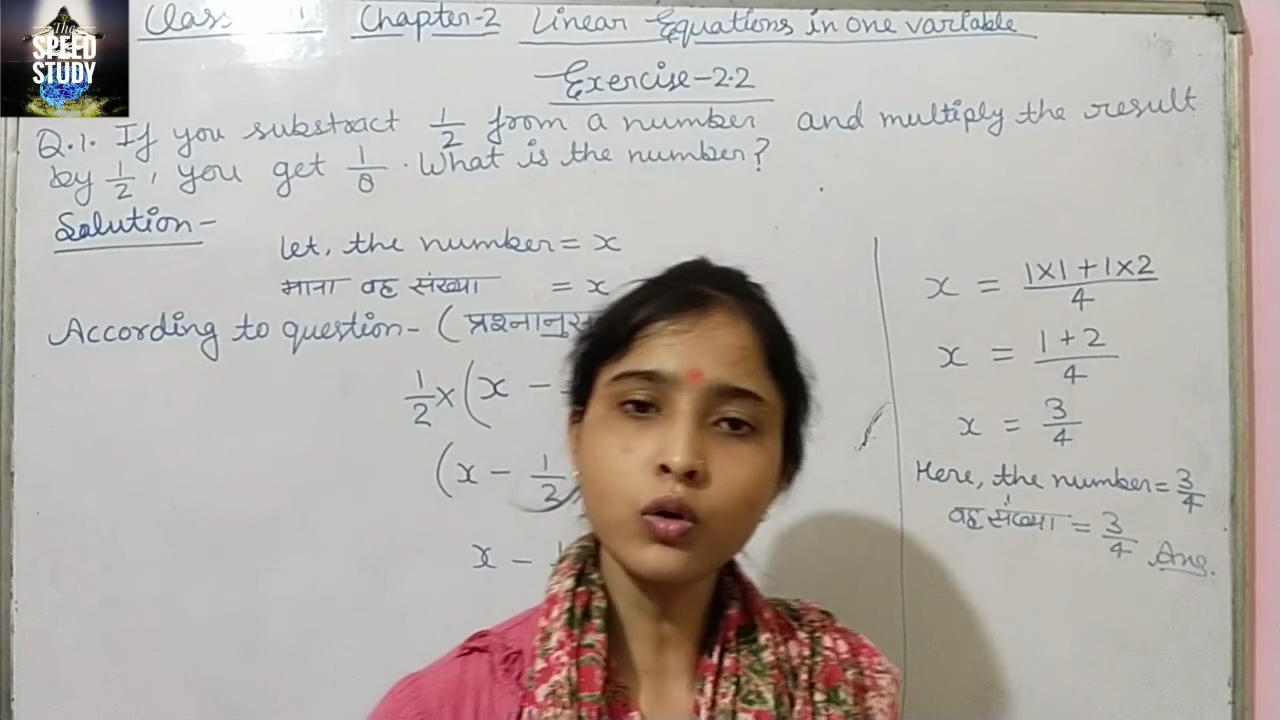 The
SPEED
STUDY
Class Chapter-2 Linear Equations in one variable
Exercise-2.2
Q.1. If you substract 1/2 from a number and multiply the result
by 1/2, you get 1/8. What is the number?
Solution-
Let, the number = x
माना वह संख्या = x
According to question- (
1/2 × (x -
(x - 1/2
x -
x = 1×1+1×2/4
x = 1+2/4
x = 3/4
Here, the number = 3/4
वह संख्या = 3/4 Ans.